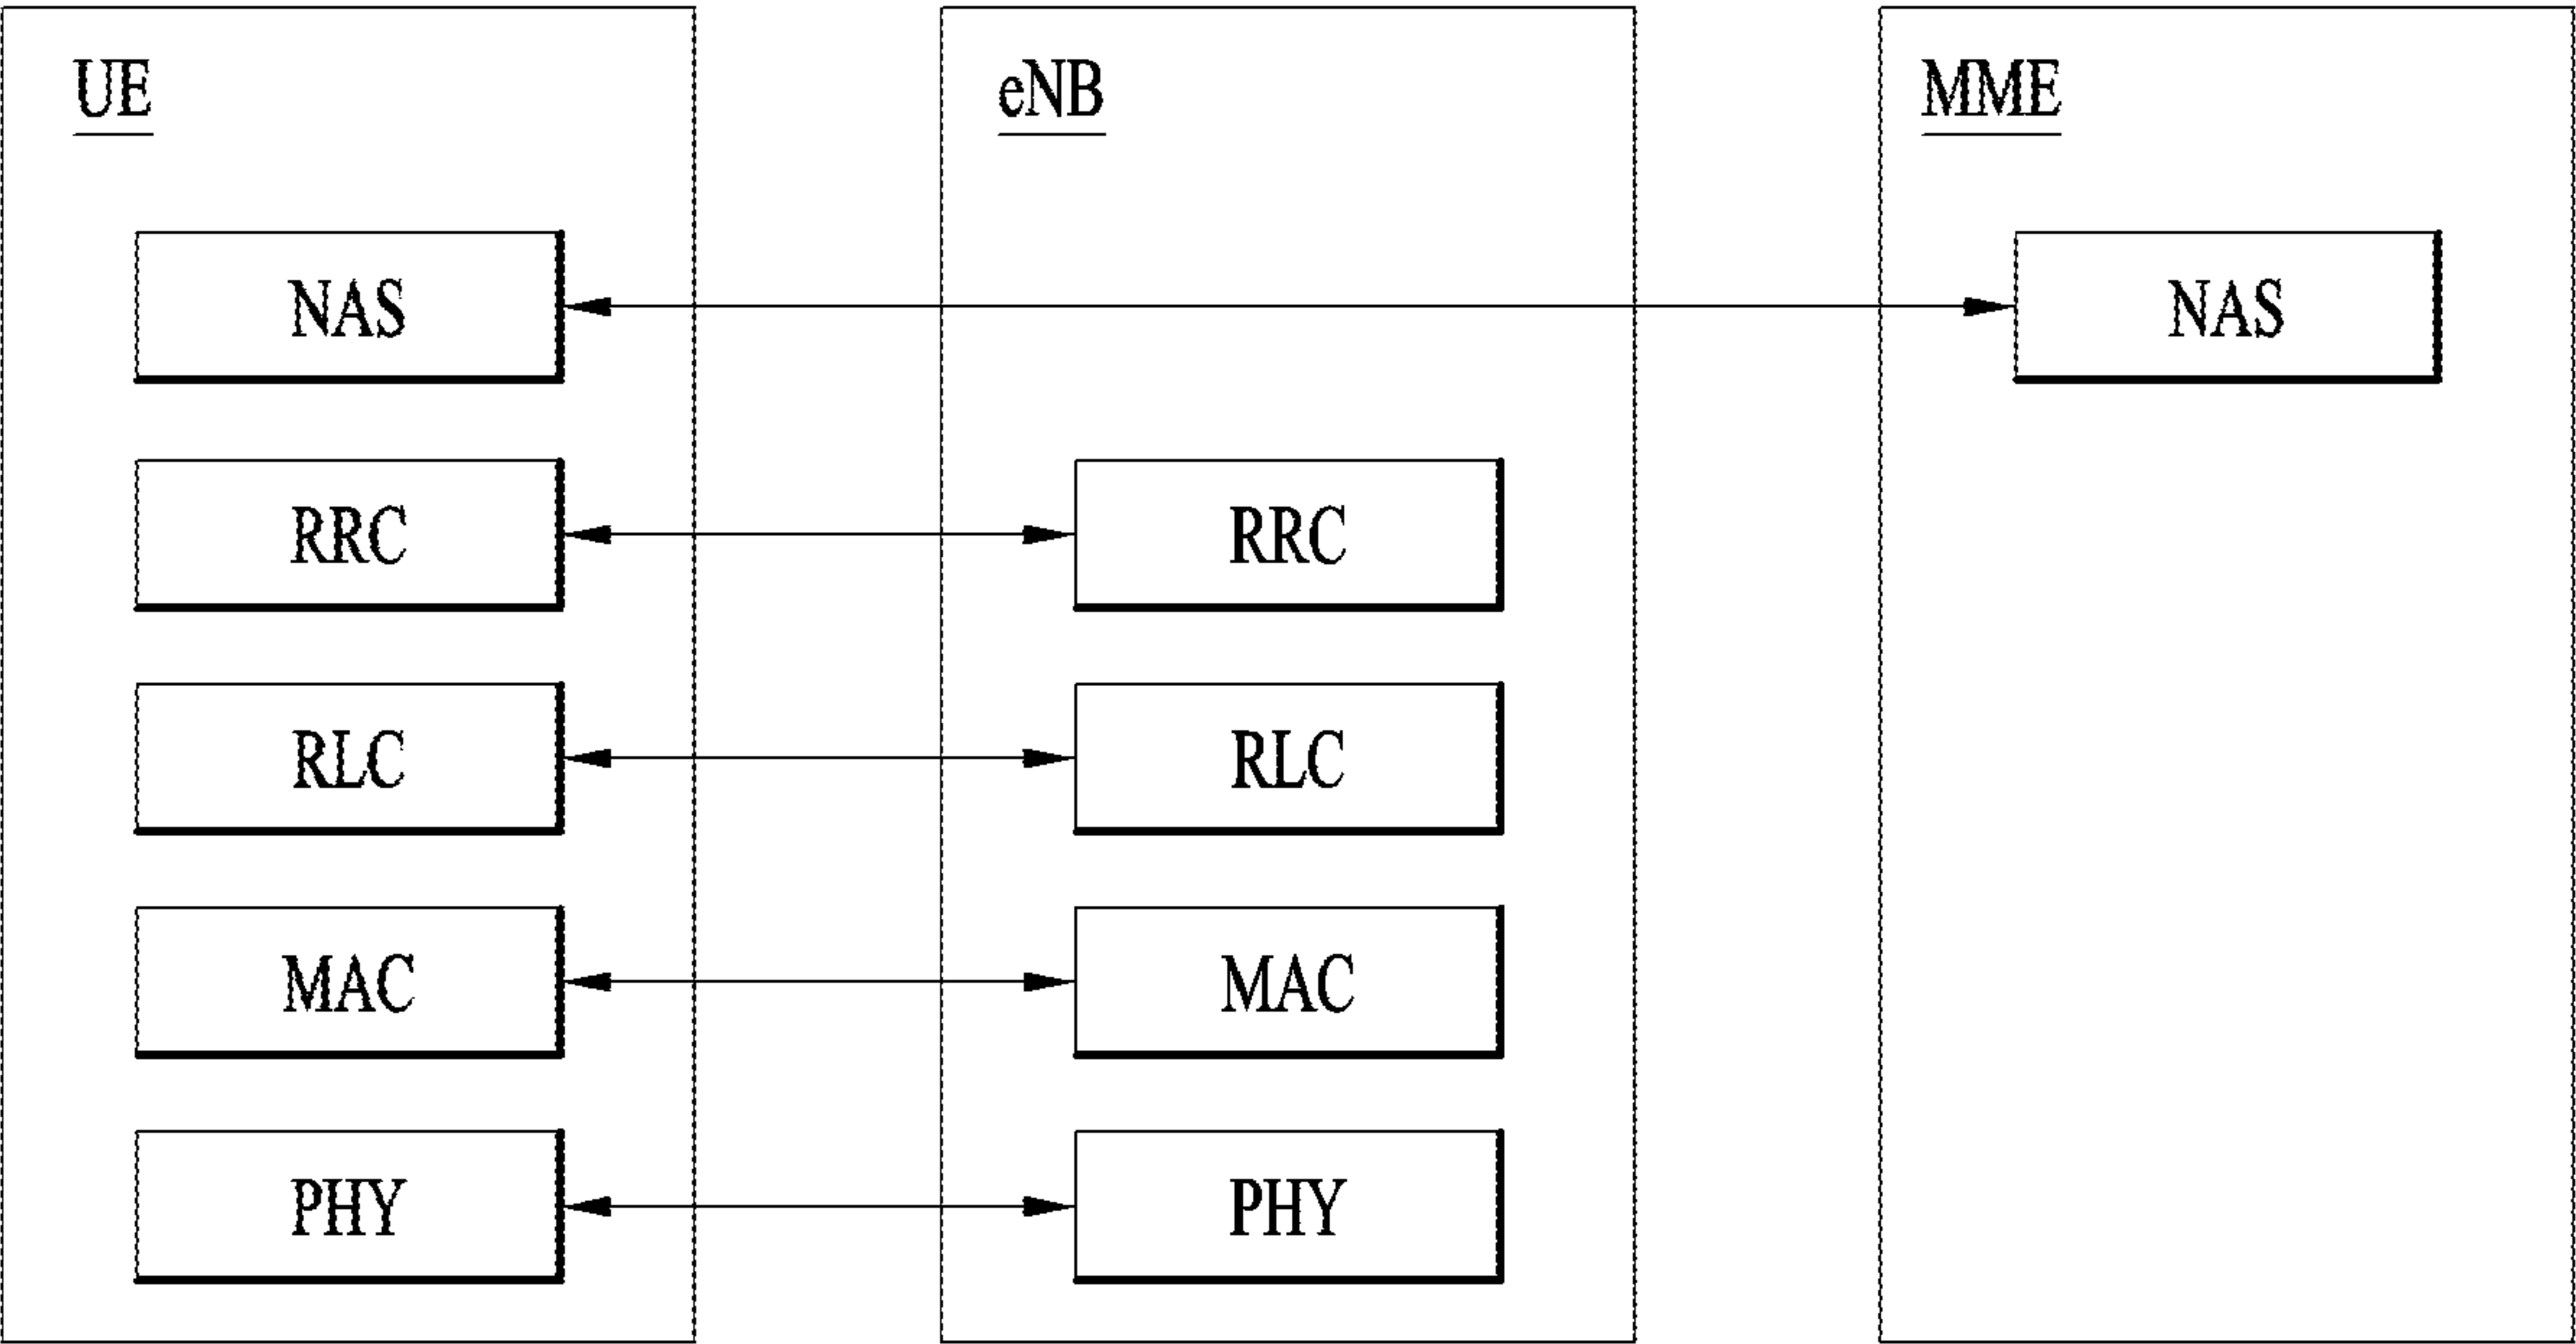 UE eNB MME
NAS NAS
RRC RRC
RLC RLC
MAC MAC
PHY PHY